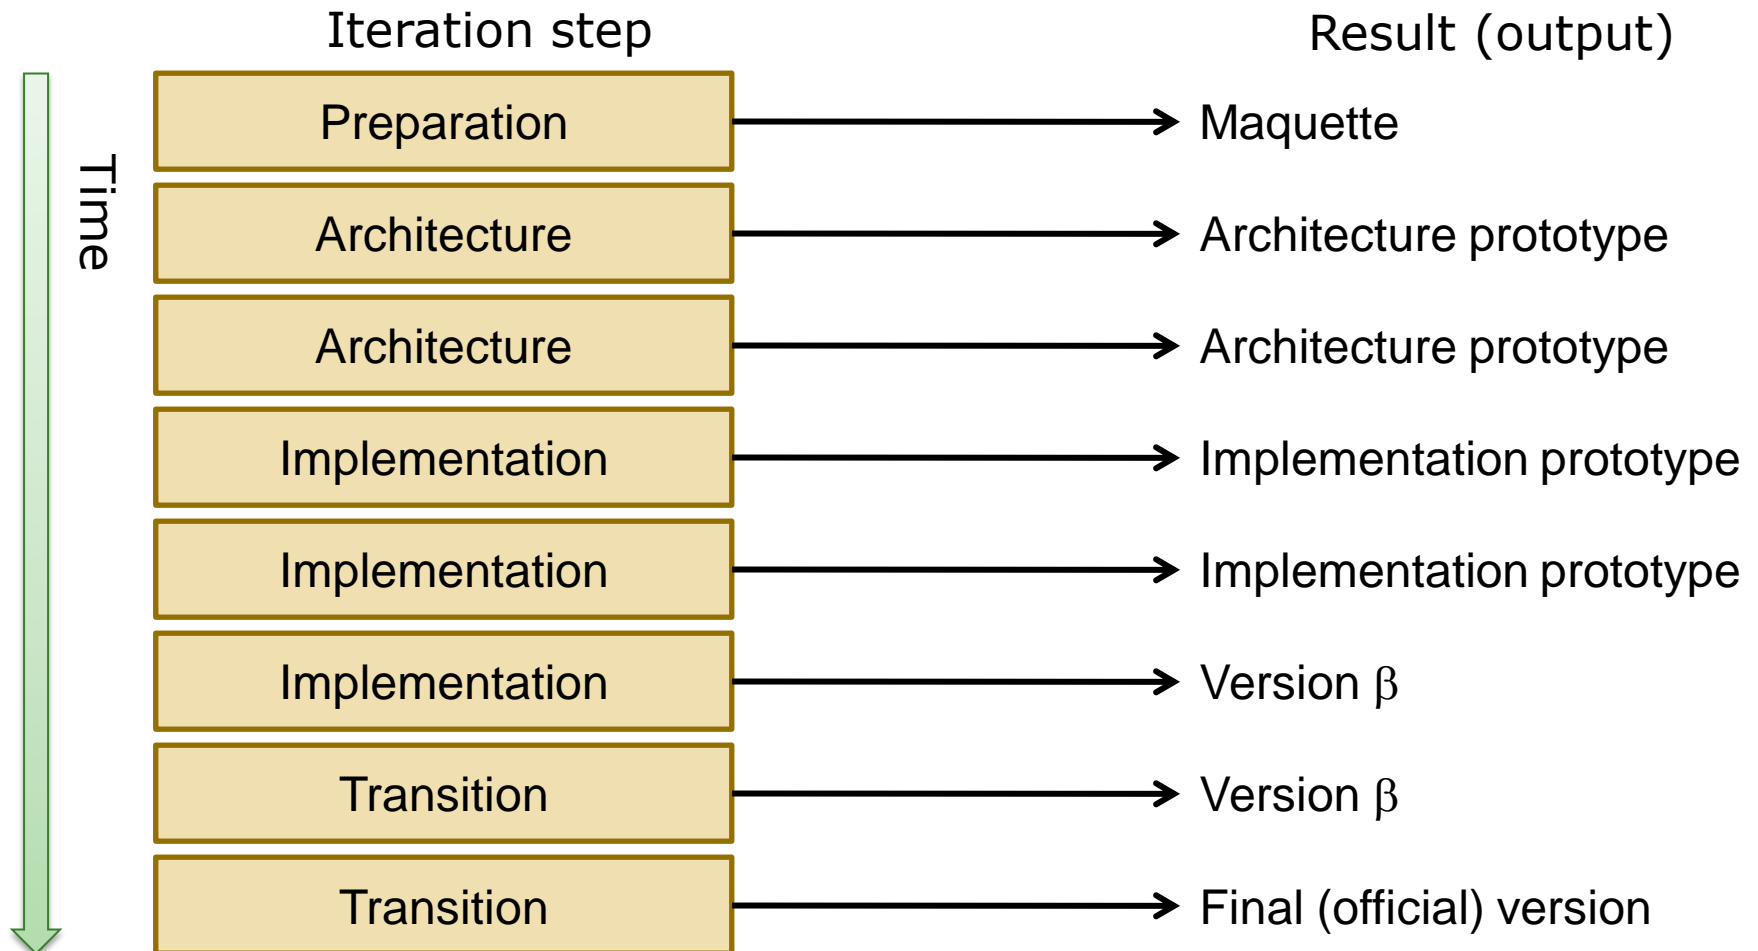 Iteration step
Result (output)
Time
Preparation
Maquette
Architecture
Architecture prototype
Architecture
Architecture prototype
Implementation
Implementation prototype
Implementation
Implementation prototype
Implementation
Version β
Transition
Version β
Transition
Final (official) version